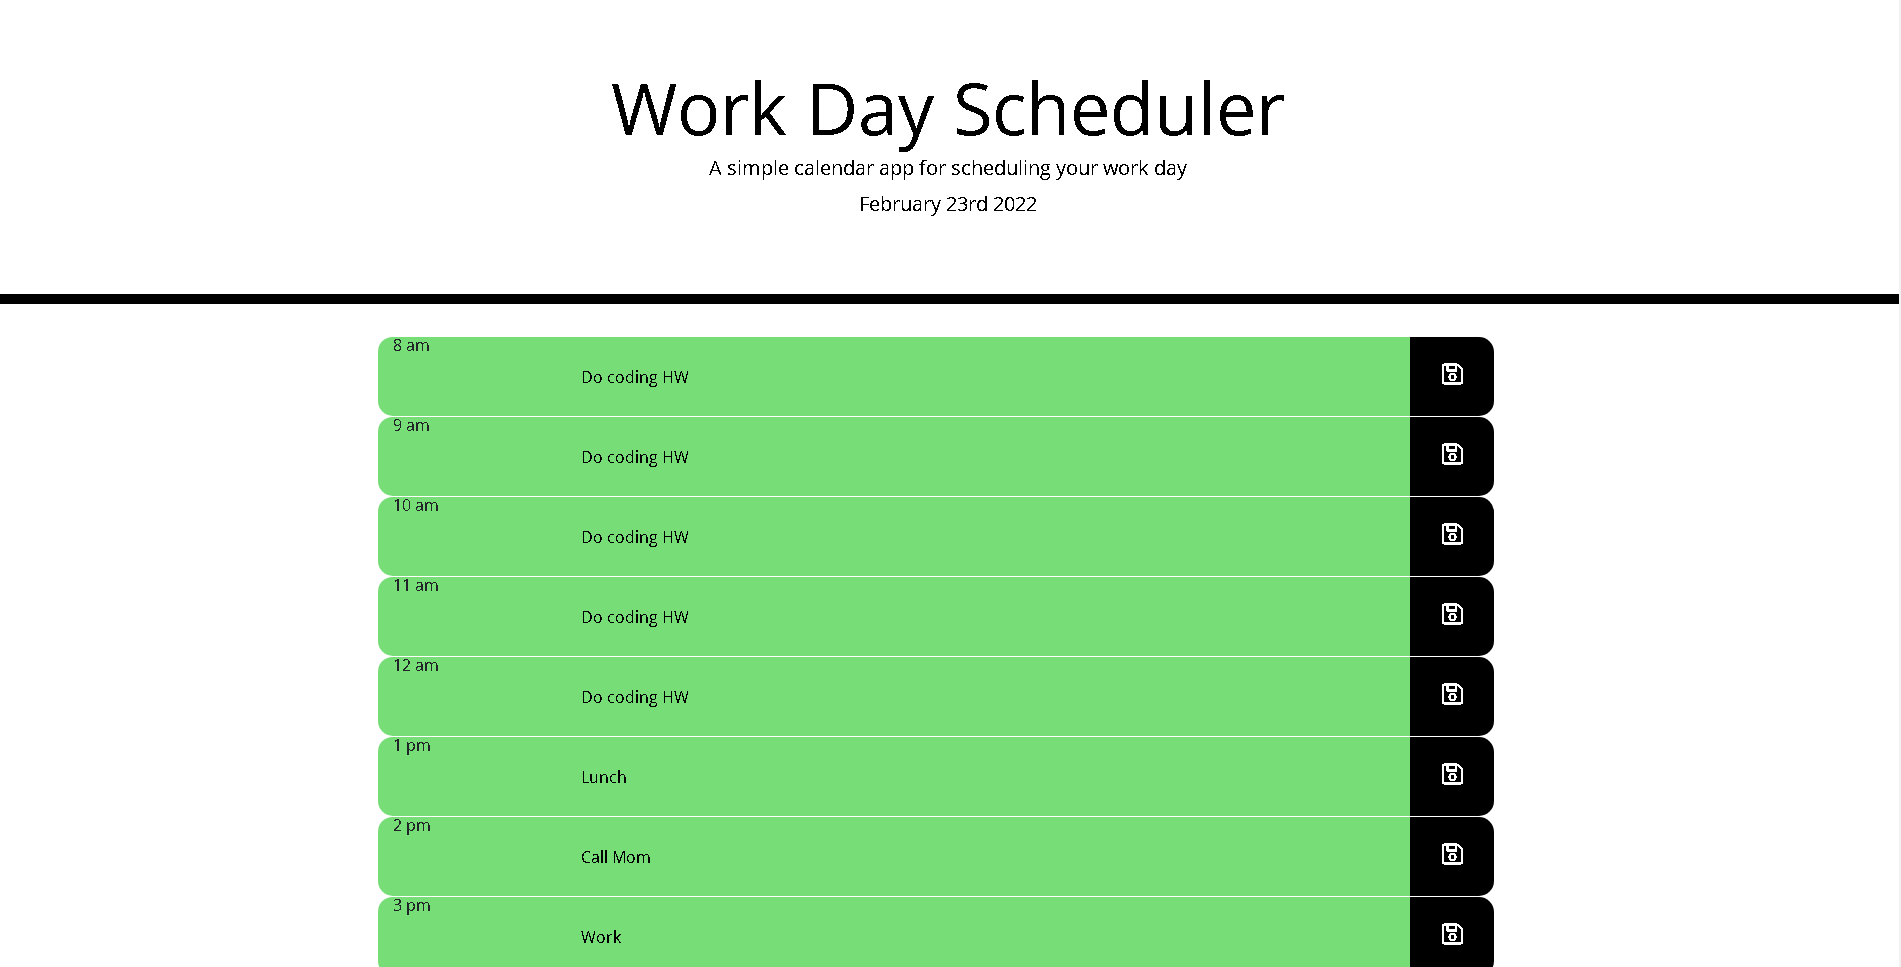 Work Day Scheduler
A simple calendar app for scheduling your work day
February 23rd 2022
8 am
Do coding HW
9 am
Do coding HW
10 am
Do coding HW
11 am
Do coding HW
12 am
Do coding HW
1 pm
Lunch
2 pm
Call Mom
3 pm
Work